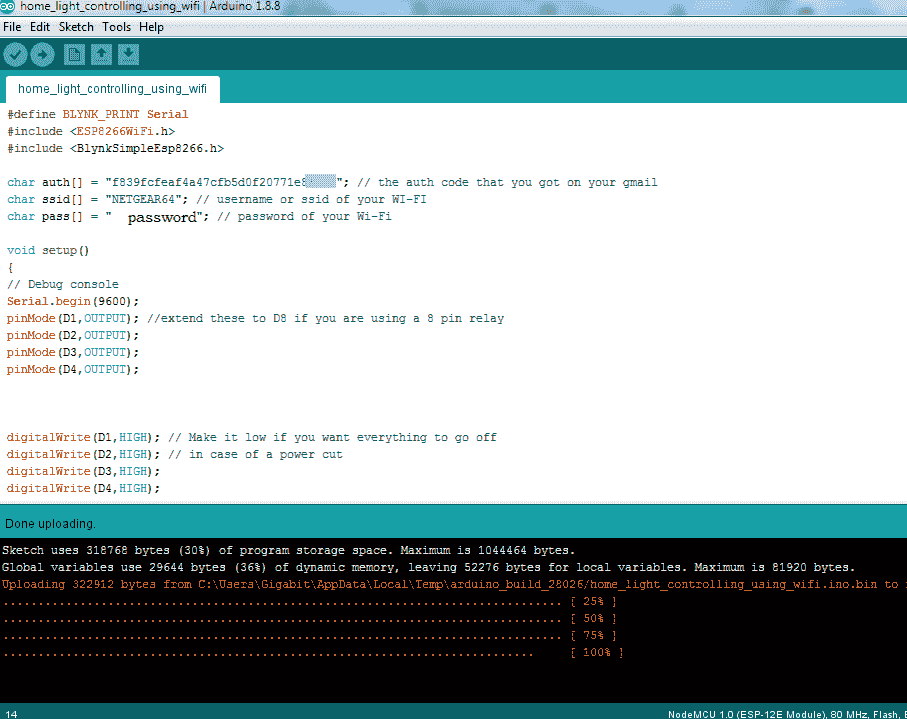 home_light_controlling_using_wifi | Arduino 1.8.8
File Edit Sketch Tools Help
home_light_controlling_using_wifi
#define BLYNK_PRINT Serial
#include <ESP8266WiFi.h>
#include <BlynkSimpleEsp8266.h>
char auth[] = "f839fcfeaf4a47cfb5d0f20771e8"; // the auth code that you got on your gmail
char ssid[] = "NETGEAR64"; // username or ssid of your WI-FI
char pass[] = " password"; // password of your Wi-Fi
void setup()
{
// Debug console
Serial.begin(9600);
pinMode(D1,OUTPUT); //extend these to D8 if you are using a 8 pin relay
pinMode(D2,OUTPUT);
pinMode(D3,OUTPUT);
pinMode(D4,OUTPUT);
digitalWrite(D1,HIGH); // Make it low if you want everything to go off
digitalWrite(D2,HIGH); // in case of a power cut
digitalWrite(D3,HIGH);
digitalWrite(D4,HIGH);
Done uploading.
Sketch uses 318768 bytes (30%) of program storage space. Maximum is 1044464 bytes.
Global variables use 29644 bytes (36%) of dynamic memory, leaving 52276 bytes for local variables. Maximum is 81920 bytes.
Uploading 322912 bytes from C:\Users\Gigabit\AppData\Local\Temp\arduino_build_28026/home_light_controlling_using_wifi.ino.bin to
................................................................................ [ 25% ]
................................................................................ [ 50% ]
................................................................................ [ 75% ]
............................................................................ [ 100% ]
14 NodeMCU 1.0 (ESP-12E Module), 80 MHz, Flash,